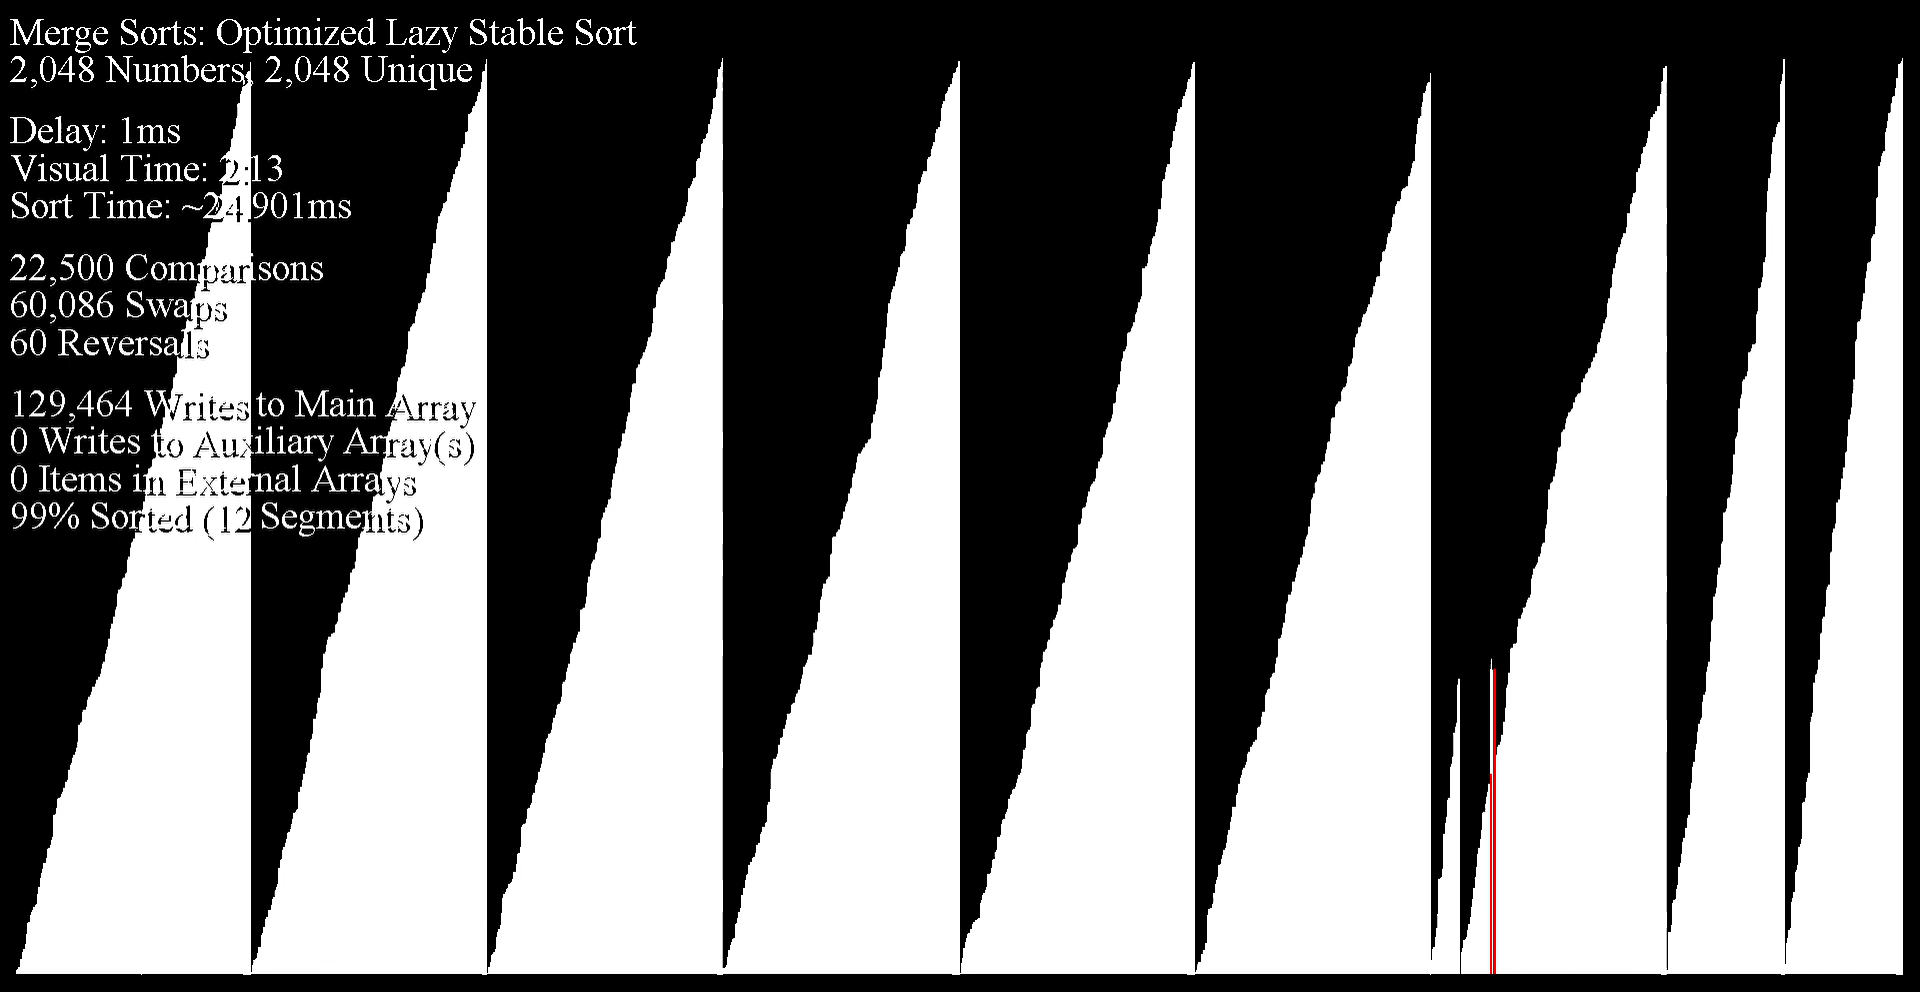 Merge Sorts: Optimized Lazy Stable Sort
2,048 Numbers, 2,048 Unique
Delay: 1ms
Visual Time: 2:13
Sort Time: ~24.901ms
22,500 Comparisons
60,086 Swaps
60 Reversals
129,464 Writes to Main Array
0 Writes to Auxiliary Array(s)
0 Items in External Arrays
99% Sorted (12 Segments)